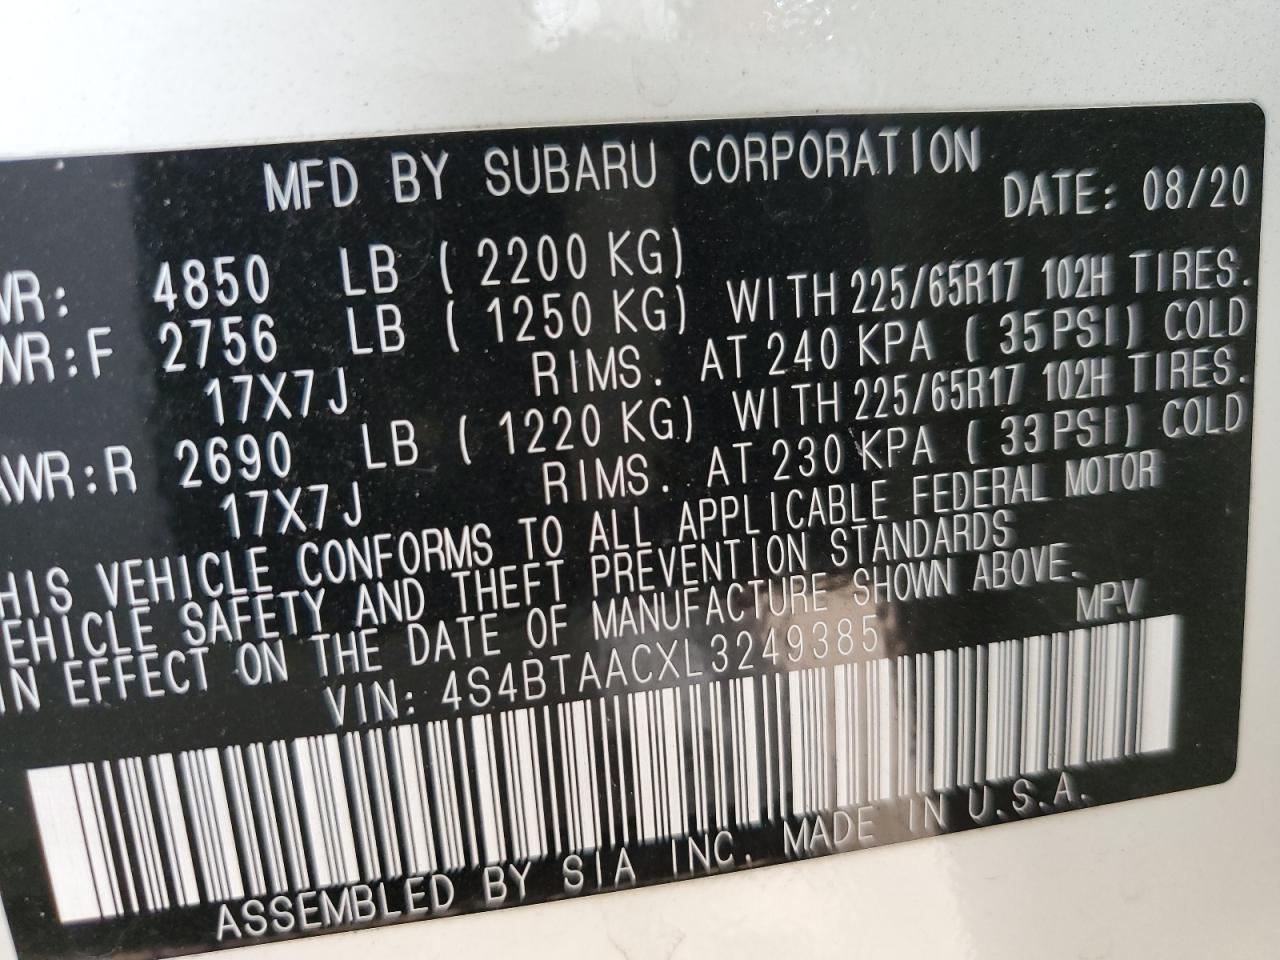 MFD BY SUBARU CORPORATION
DATE: 08/20
WR: 4850 LB ( 2200 KG)
WR:F 2756 LB ( 1250 KG) WITH 225/65R17 102H TIRES.
17X7J RIMS. AT 240 KPA ( 35PSI) COLD
AWR:R 2690 LB ( 1220 KG) WITH 225/65R17 102H TIRES.
17X7J RIMS. AT 230 KPA ( 33PSI) COLD
HIS VEHICLE CONFORMS TO ALL APPLICABLE FEDERAL MOTOR
EHICLE SAFETY AND THEFT PREVENTION STANDARDS
IN EFFECT ON THE DATE OF MANUFACTURE SHOWN ABOVE.
VIN: 4S4BTAACXL3249385 MPV
ASSEMBLED BY SIA INC. MADE IN U.S.A.